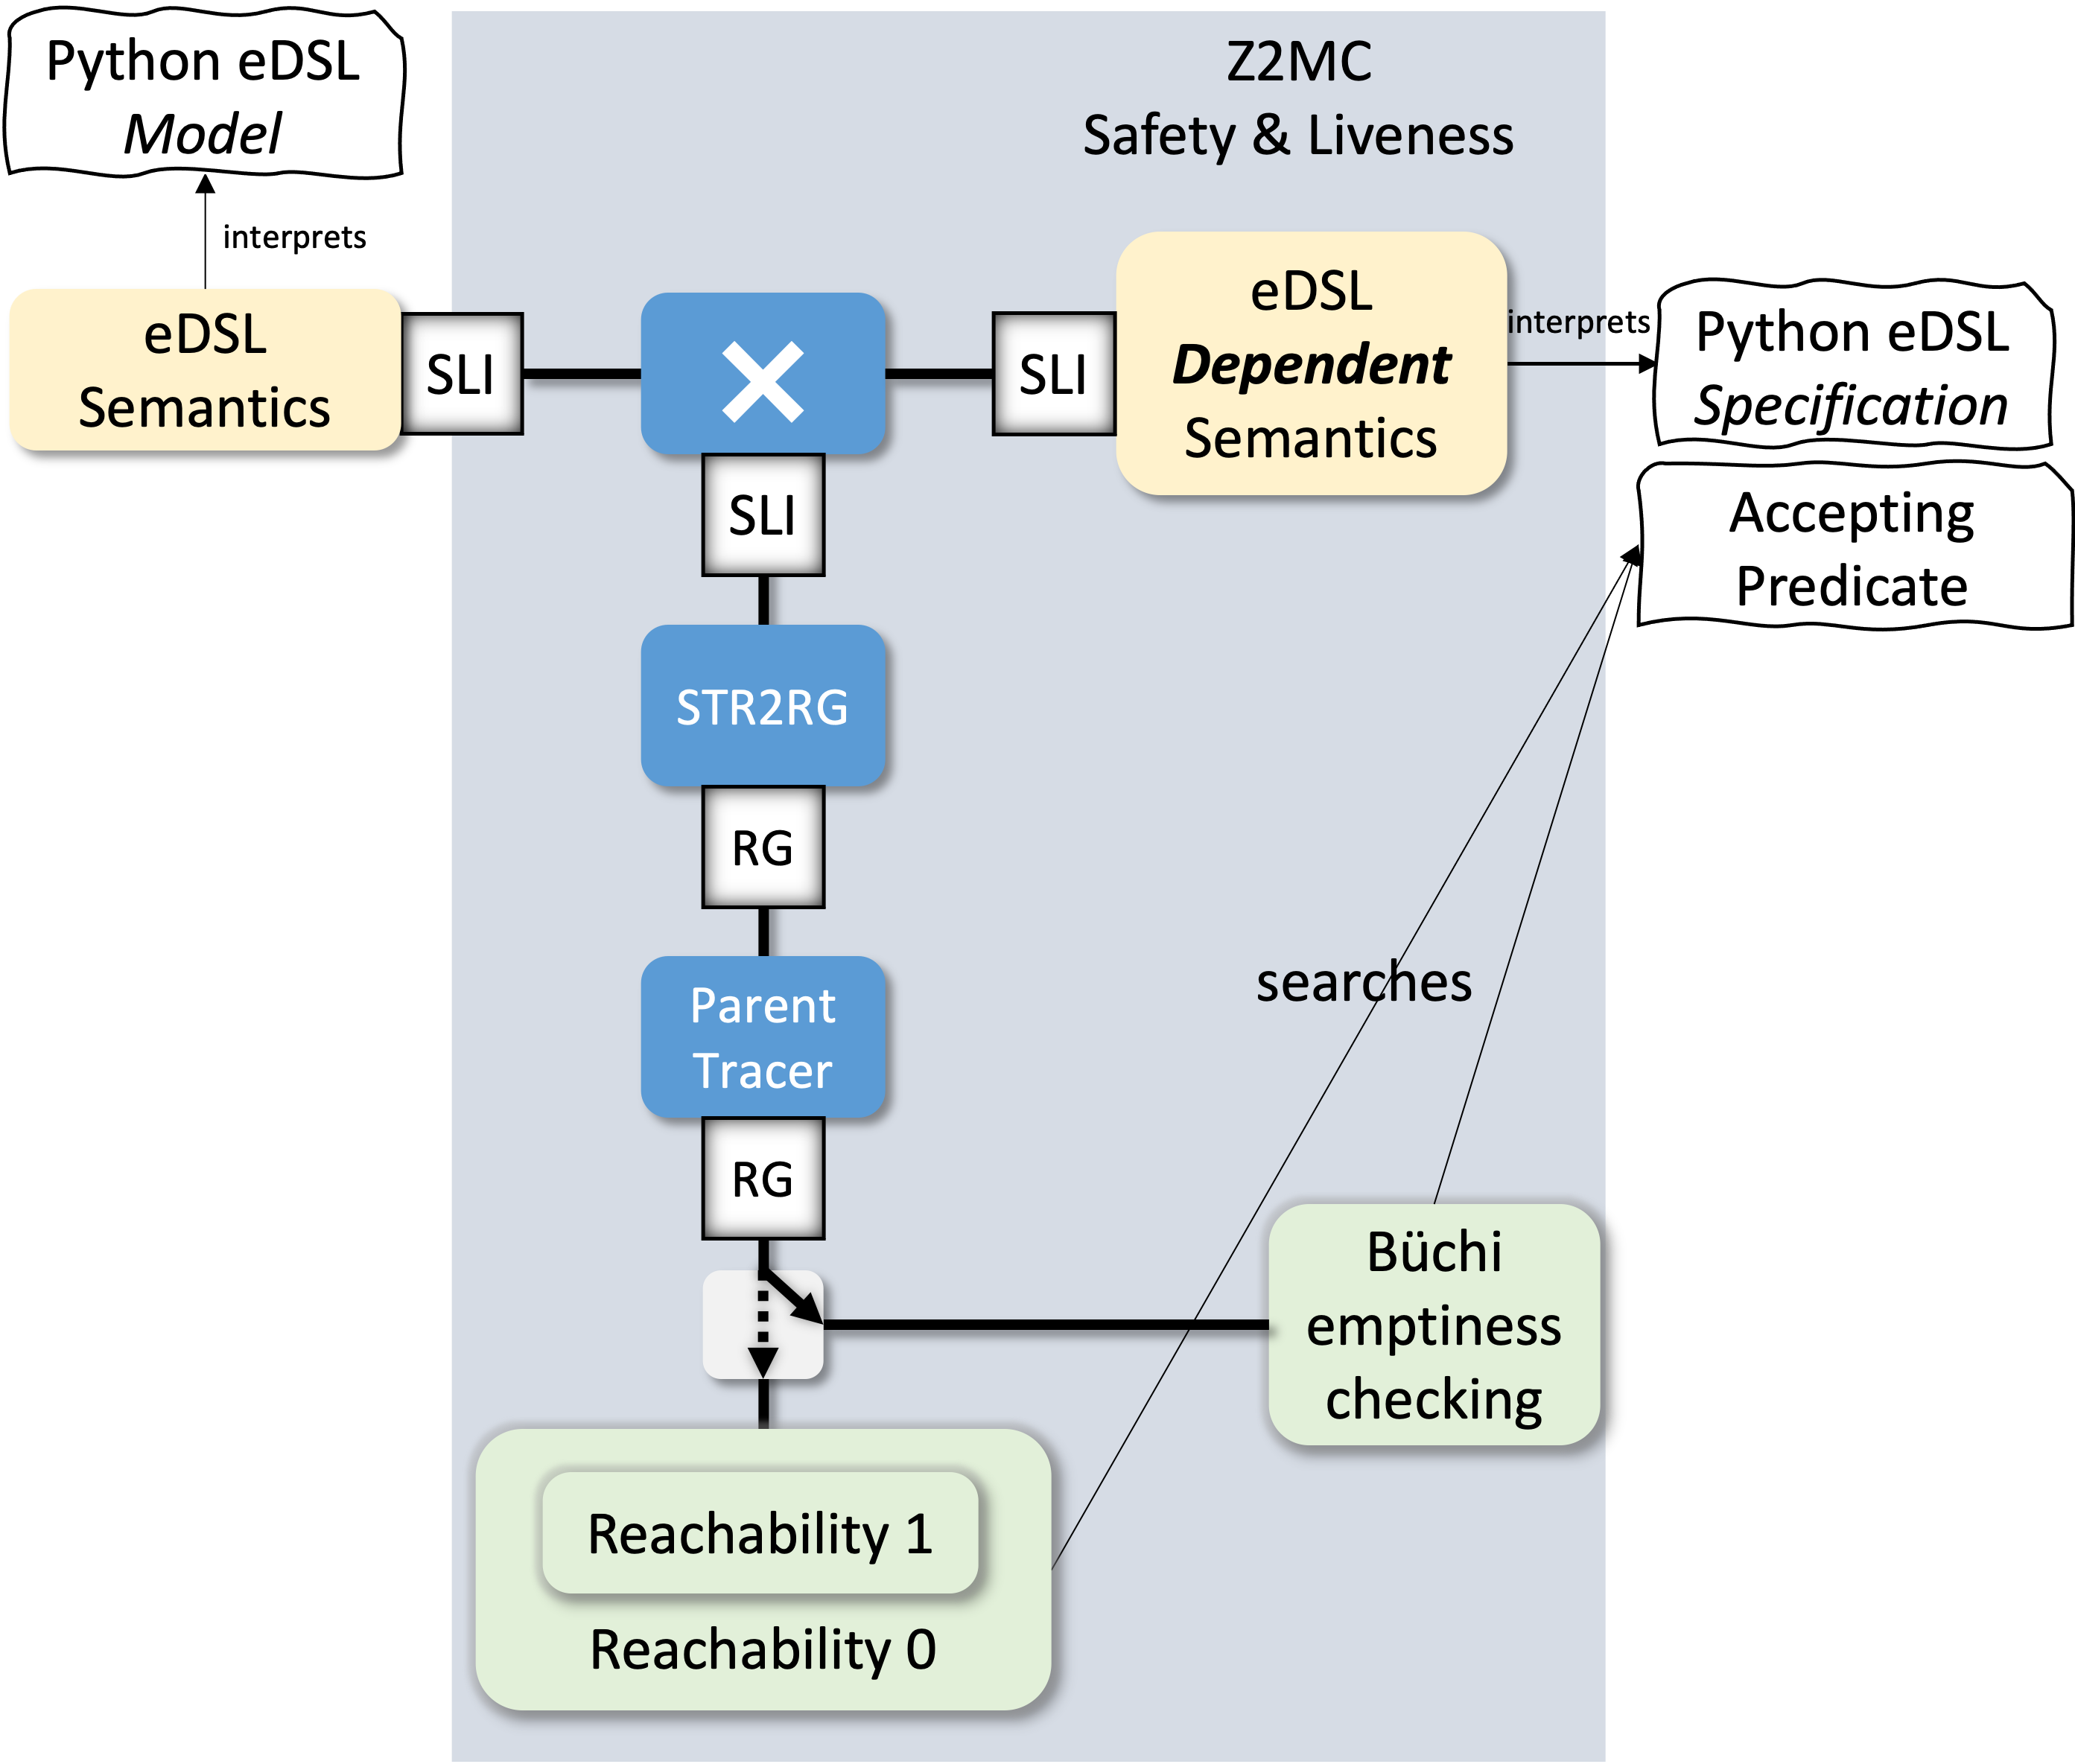 Python eDSL
Model
Z2MC
Safety & Liveness
interprets
eDSL
Semantics
SLI
SLI
eDSL
Dependent
Semantics
interprets
Python eDSL
Specification
Accepting
Predicate
SLI
STR2RG
RG
Parent
Tracer
searches
RG
Büchi
emptiness
checking
Reachability 1
Reachability 0